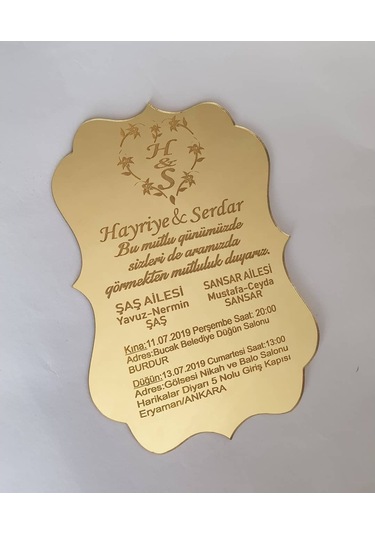 H
&
S
Hayriye & Serdar
Bu mutlu günümüzde
sizleri de aramızda
görmekten mutluluk duyarız.
ŞAŞ AİLESİ
Yavuz-Nermin
ŞAŞ
SANSAR AİLESİ
Mustafa-Ceyda
SANSAR
Kına:11.07.2019 Perşembe Saat: 20:00
Adres:Bucak Belediye Düğün Salonu
BURDUR
Düğün:13.07.2019 Cumartesi Saat:13:00
Adres:Gölsesi Nikah ve Balo Salonu
Harikalar Diyarı 5 Nolu Giriş Kapısı
Eryaman/ANKARA